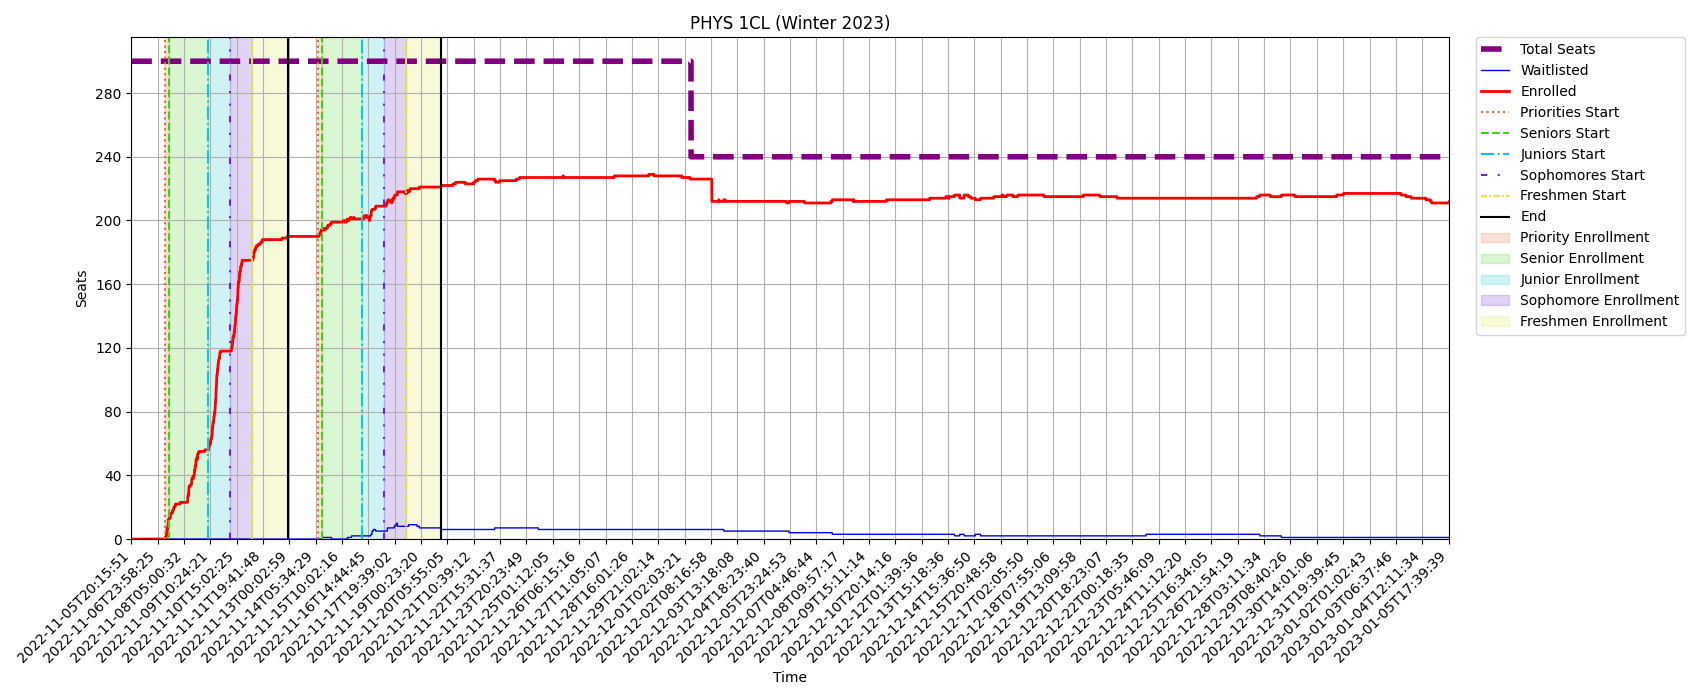 PHYS 1CL (Winter 2023)
Total Seats
Waitlisted
Enrolled
Priorities Start
Seniors Start
Juniors Start
Sophomores Start
Freshmen Start
End
Priority Enrollment
Senior Enrollment
Junior Enrollment
Sophomore Enrollment
Freshmen Enrollment
Seats
280
240
200
160
120
80
40
0
2022-11-05T20:15:51
2022-11-06T23:58:25
2022-11-08T05:00:32
2022-11-09T10:24:21
2022-11-10T15:02:25
2022-11-11T19:41:48
2022-11-13T00:02:59
2022-11-14T05:34:29
2022-11-15T10:02:16
2022-11-16T14:44:45
2022-11-17T19:39:02
2022-11-19T00:23:20
2022-11-20T05:55:05
2022-11-21T10:39:12
2022-11-22T15:31:37
2022-11-23T20:23:49
2022-11-25T01:12:05
2022-11-26T06:15:16
2022-11-27T11:05:07
2022-11-28T16:01:26
2022-11-29T21:02:14
2022-12-01T02:03:21
2022-12-02T08:16:58
2022-12-03T13:18:09
2022-12-04T18:23:40
2022-12-05T23:24:53
2022-12-07T04:46:44
2022-12-08T09:57:17
2022-12-09T15:11:14
2022-12-10T20:14:16
2022-12-12T01:39:36
2022-12-13T10:18:36
2022-12-14T15:36:50
2022-12-15T20:48:58
2022-12-17T02:05:50
2022-12-18T07:55:06
2022-12-19T13:09:58
2022-12-20T18:23:07
2022-12-22T00:18:35
2022-12-23T05:46:09
2022-12-24T11:12:20
2022-12-25T16:34:05
2022-12-26T21:54:19
2022-12-28T03:11:34
2022-12-29T08:40:26
2022-12-30T14:01:06
2022-12-31T19:39:45
2023-01-02T01:02:43
2023-01-03T06:37:46
2023-01-04T12:11:34
2023-01-05T17:39:39
Time